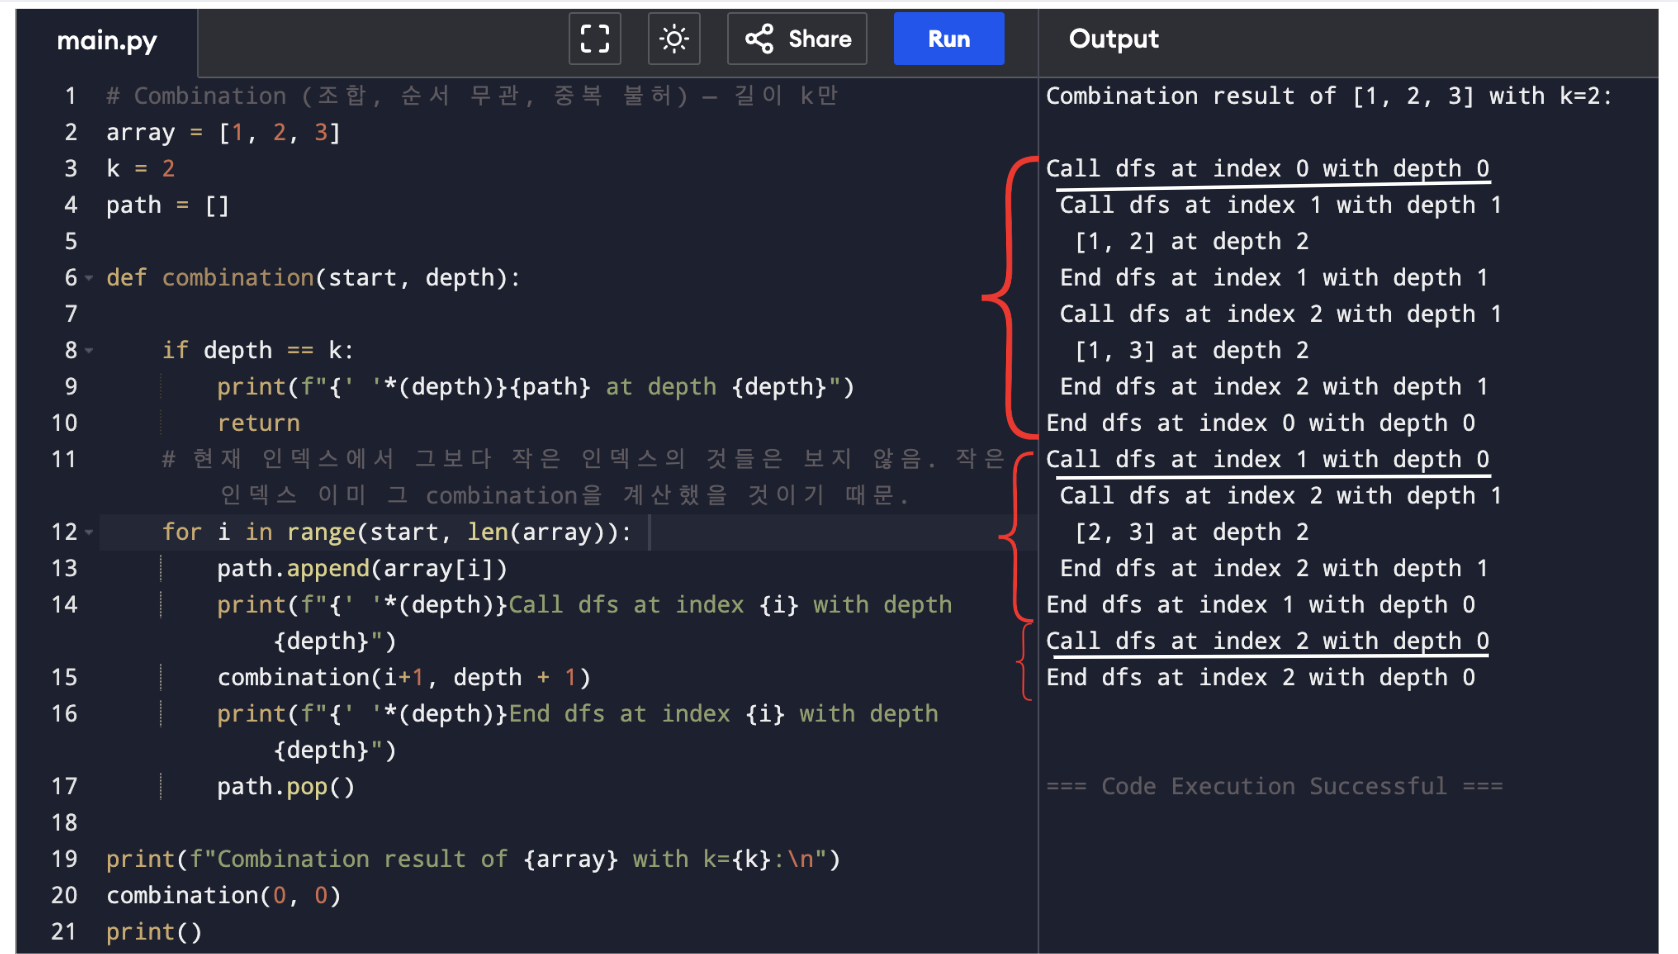 main.py
Share
Run
Output
1 # Combination (조합, 순서 무관, 중복 불허) — 길이 k만
2 array = [1, 2, 3]
3 k = 2
4 path = []
5
6 def combination(start, depth):
7
8 if depth == k:
9 print(f"{' '*(depth)}{path} at depth {depth}")
10 return
11 # 현재 인덱스에서 그보다 작은 인덱스의 것들은 보지 않음. 작은
인덱스 이미 그 combination을 계산했을 것이기 때문.
12 for i in range(start, len(array)):
13 path.append(array[i])
14 print(f"{' '*(depth)}Call dfs at index {i} with depth
{depth}")
15 combination(i+1, depth + 1)
16 print(f"{' '*(depth)}End dfs at index {i} with depth
{depth}")
17 path.pop()
18
19 print(f"Combination result of {array} with k={k}:\n")
20 combination(0, 0)
21 print()
Combination result of [1, 2, 3] with k=2:
Call dfs at index 0 with depth 0
Call dfs at index 1 with depth 1
[1, 2] at depth 2
End dfs at index 1 with depth 1
Call dfs at index 2 with depth 1
[1, 3] at depth 2
End dfs at index 2 with depth 1
End dfs at index 0 with depth 0
Call dfs at index 1 with depth 0
Call dfs at index 2 with depth 1
[2, 3] at depth 2
End dfs at index 2 with depth 1
End dfs at index 1 with depth 0
Call dfs at index 2 with depth 0
End dfs at index 2 with depth 0
=== Code Execution Successful ===